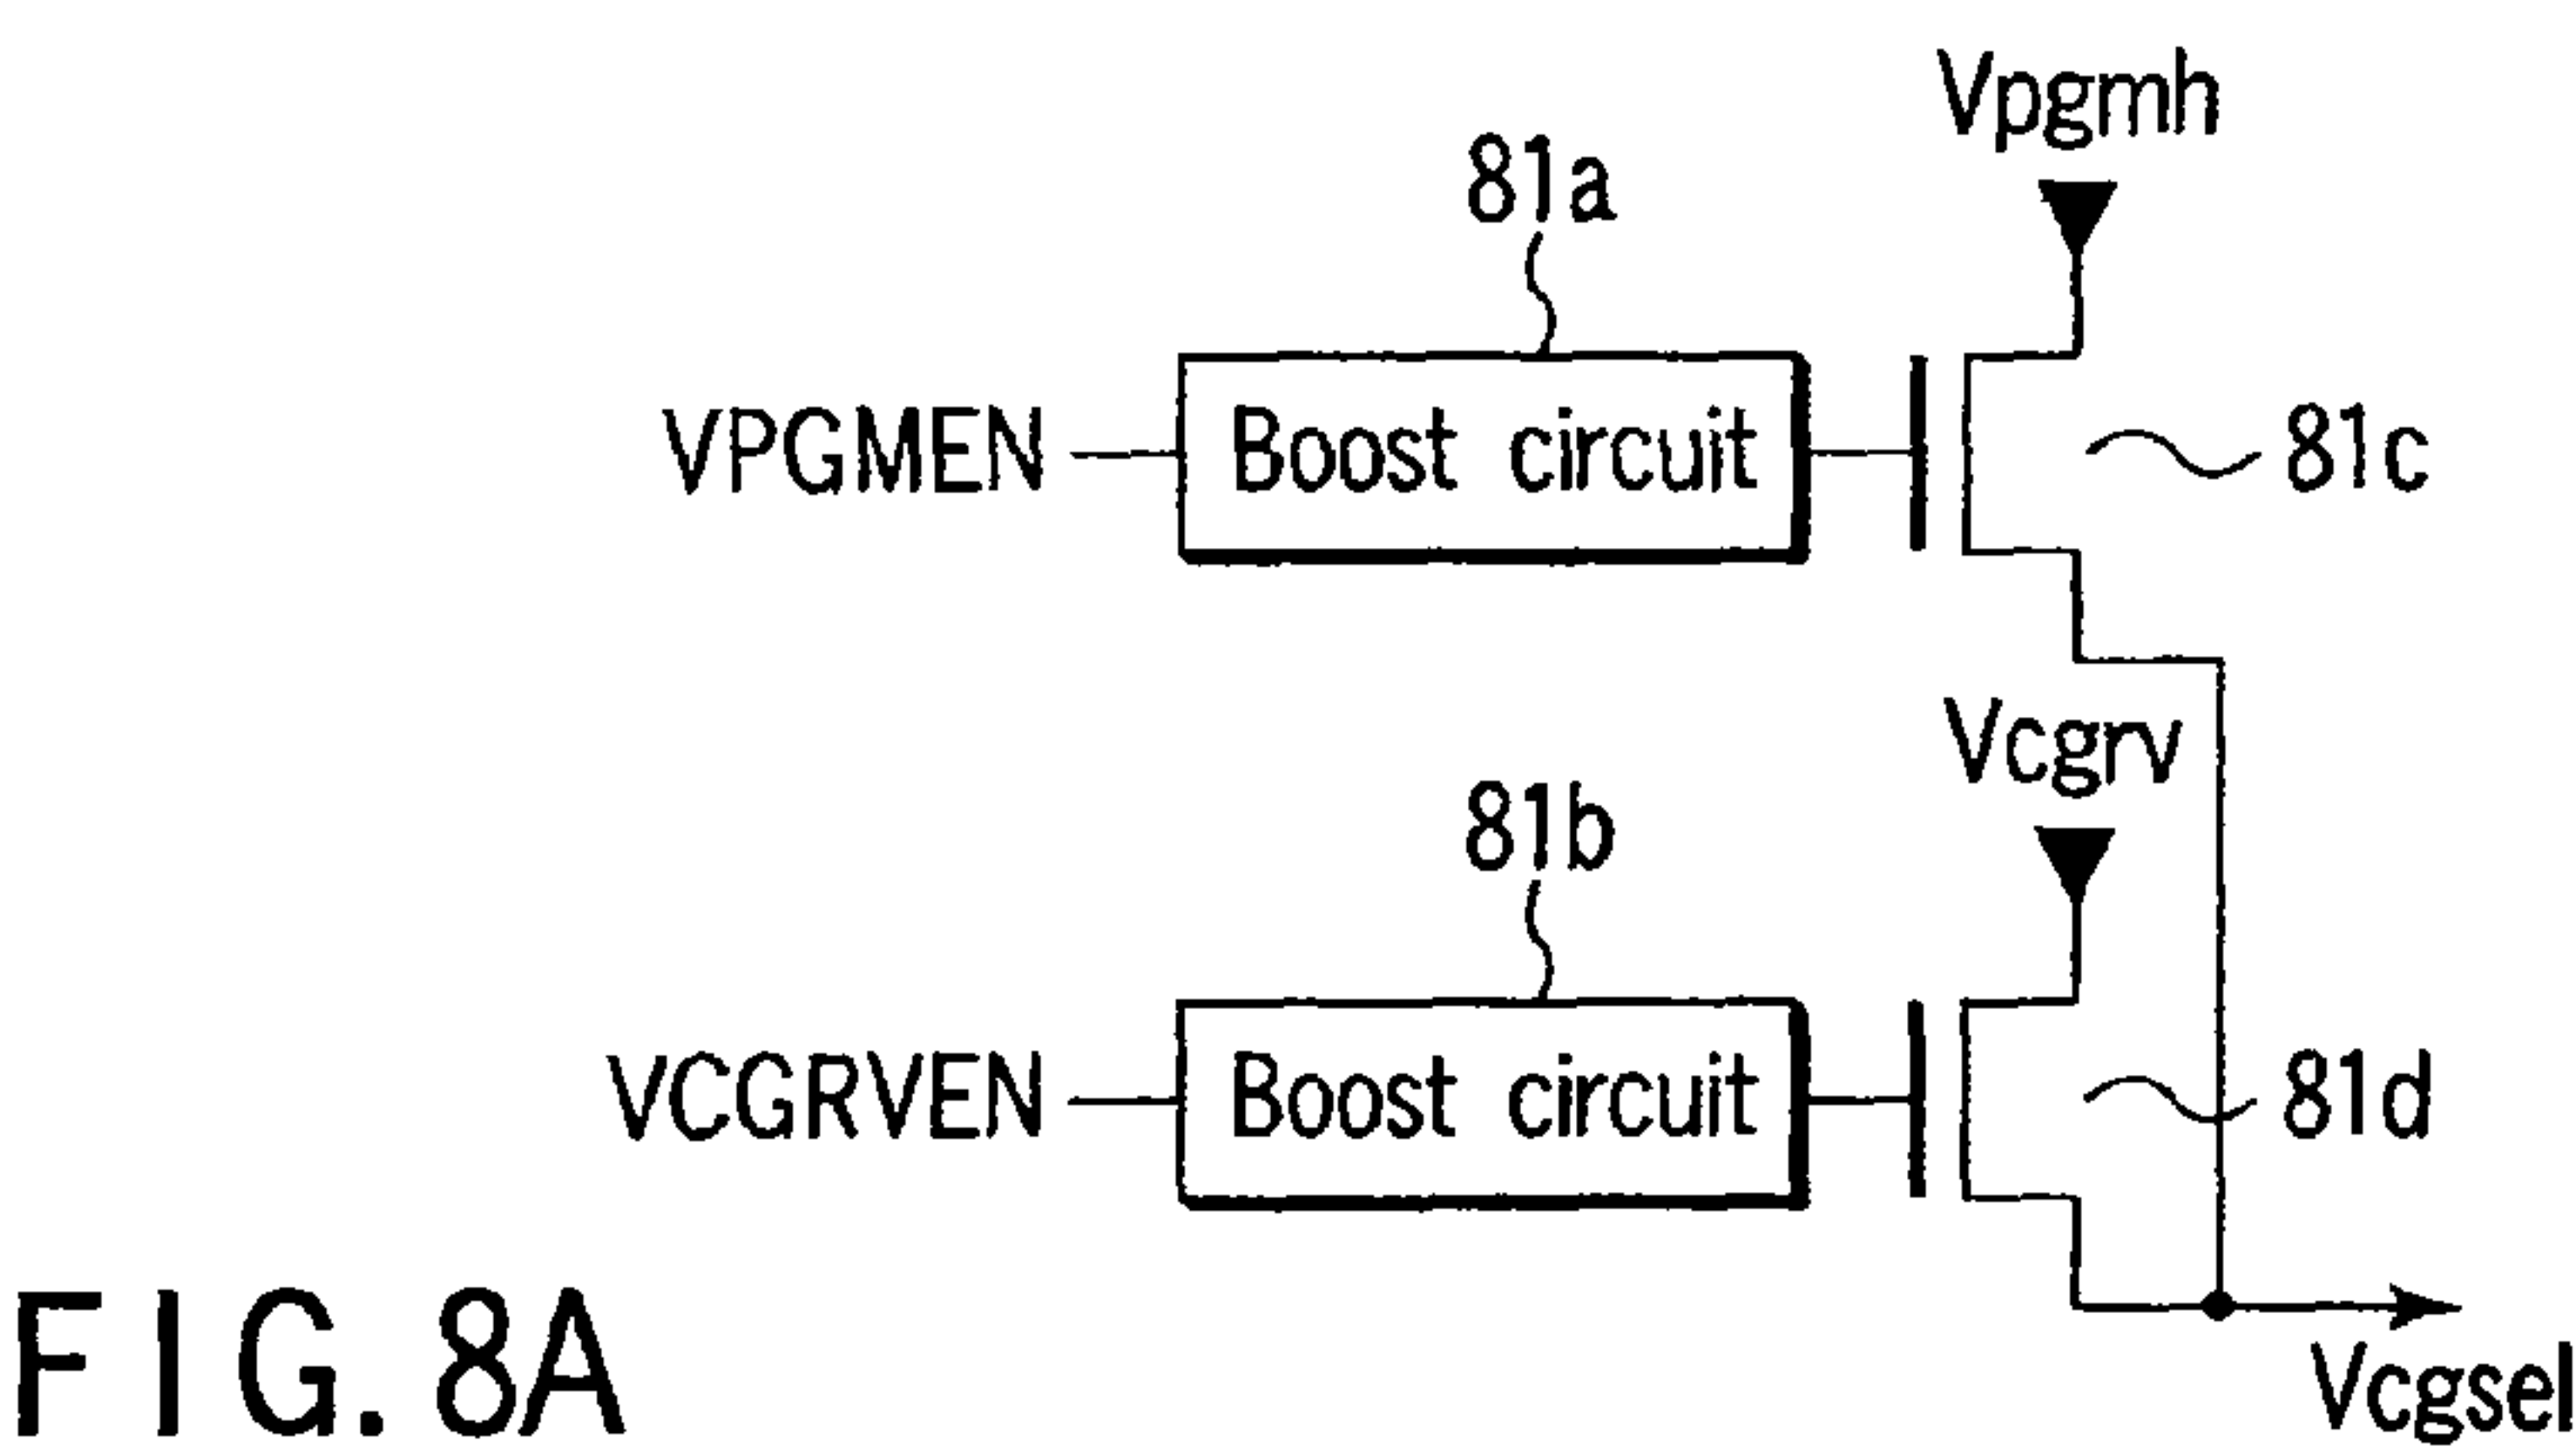 Vpgmh
81a
VPGMEN
Boost circuit
81c
Vcgrv
81b
VCGRVEN
Boost circuit
81d
Vcgsel
FIG. 8A